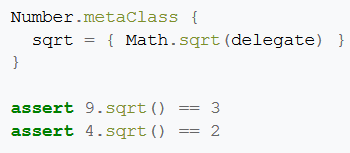 Number.metaClass {
  sqrt = { Math.sqrt(delegate) }
}

assert 9.sqrt() == 3
assert 4.sqrt() == 2